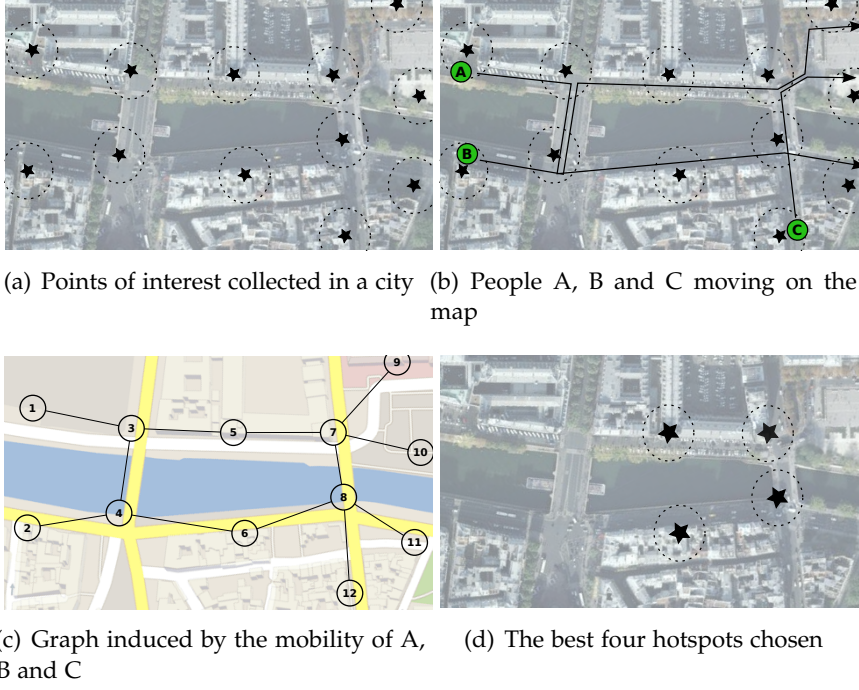 A
B
C
(a) Points of interest collected in a city
(b) People A, B and C moving on the
map
9
1
3
5
7
10
8
4
2
6
11
12
(c) Graph induced by the mobility of A,
B and C
(d) The best four hotspots chosen